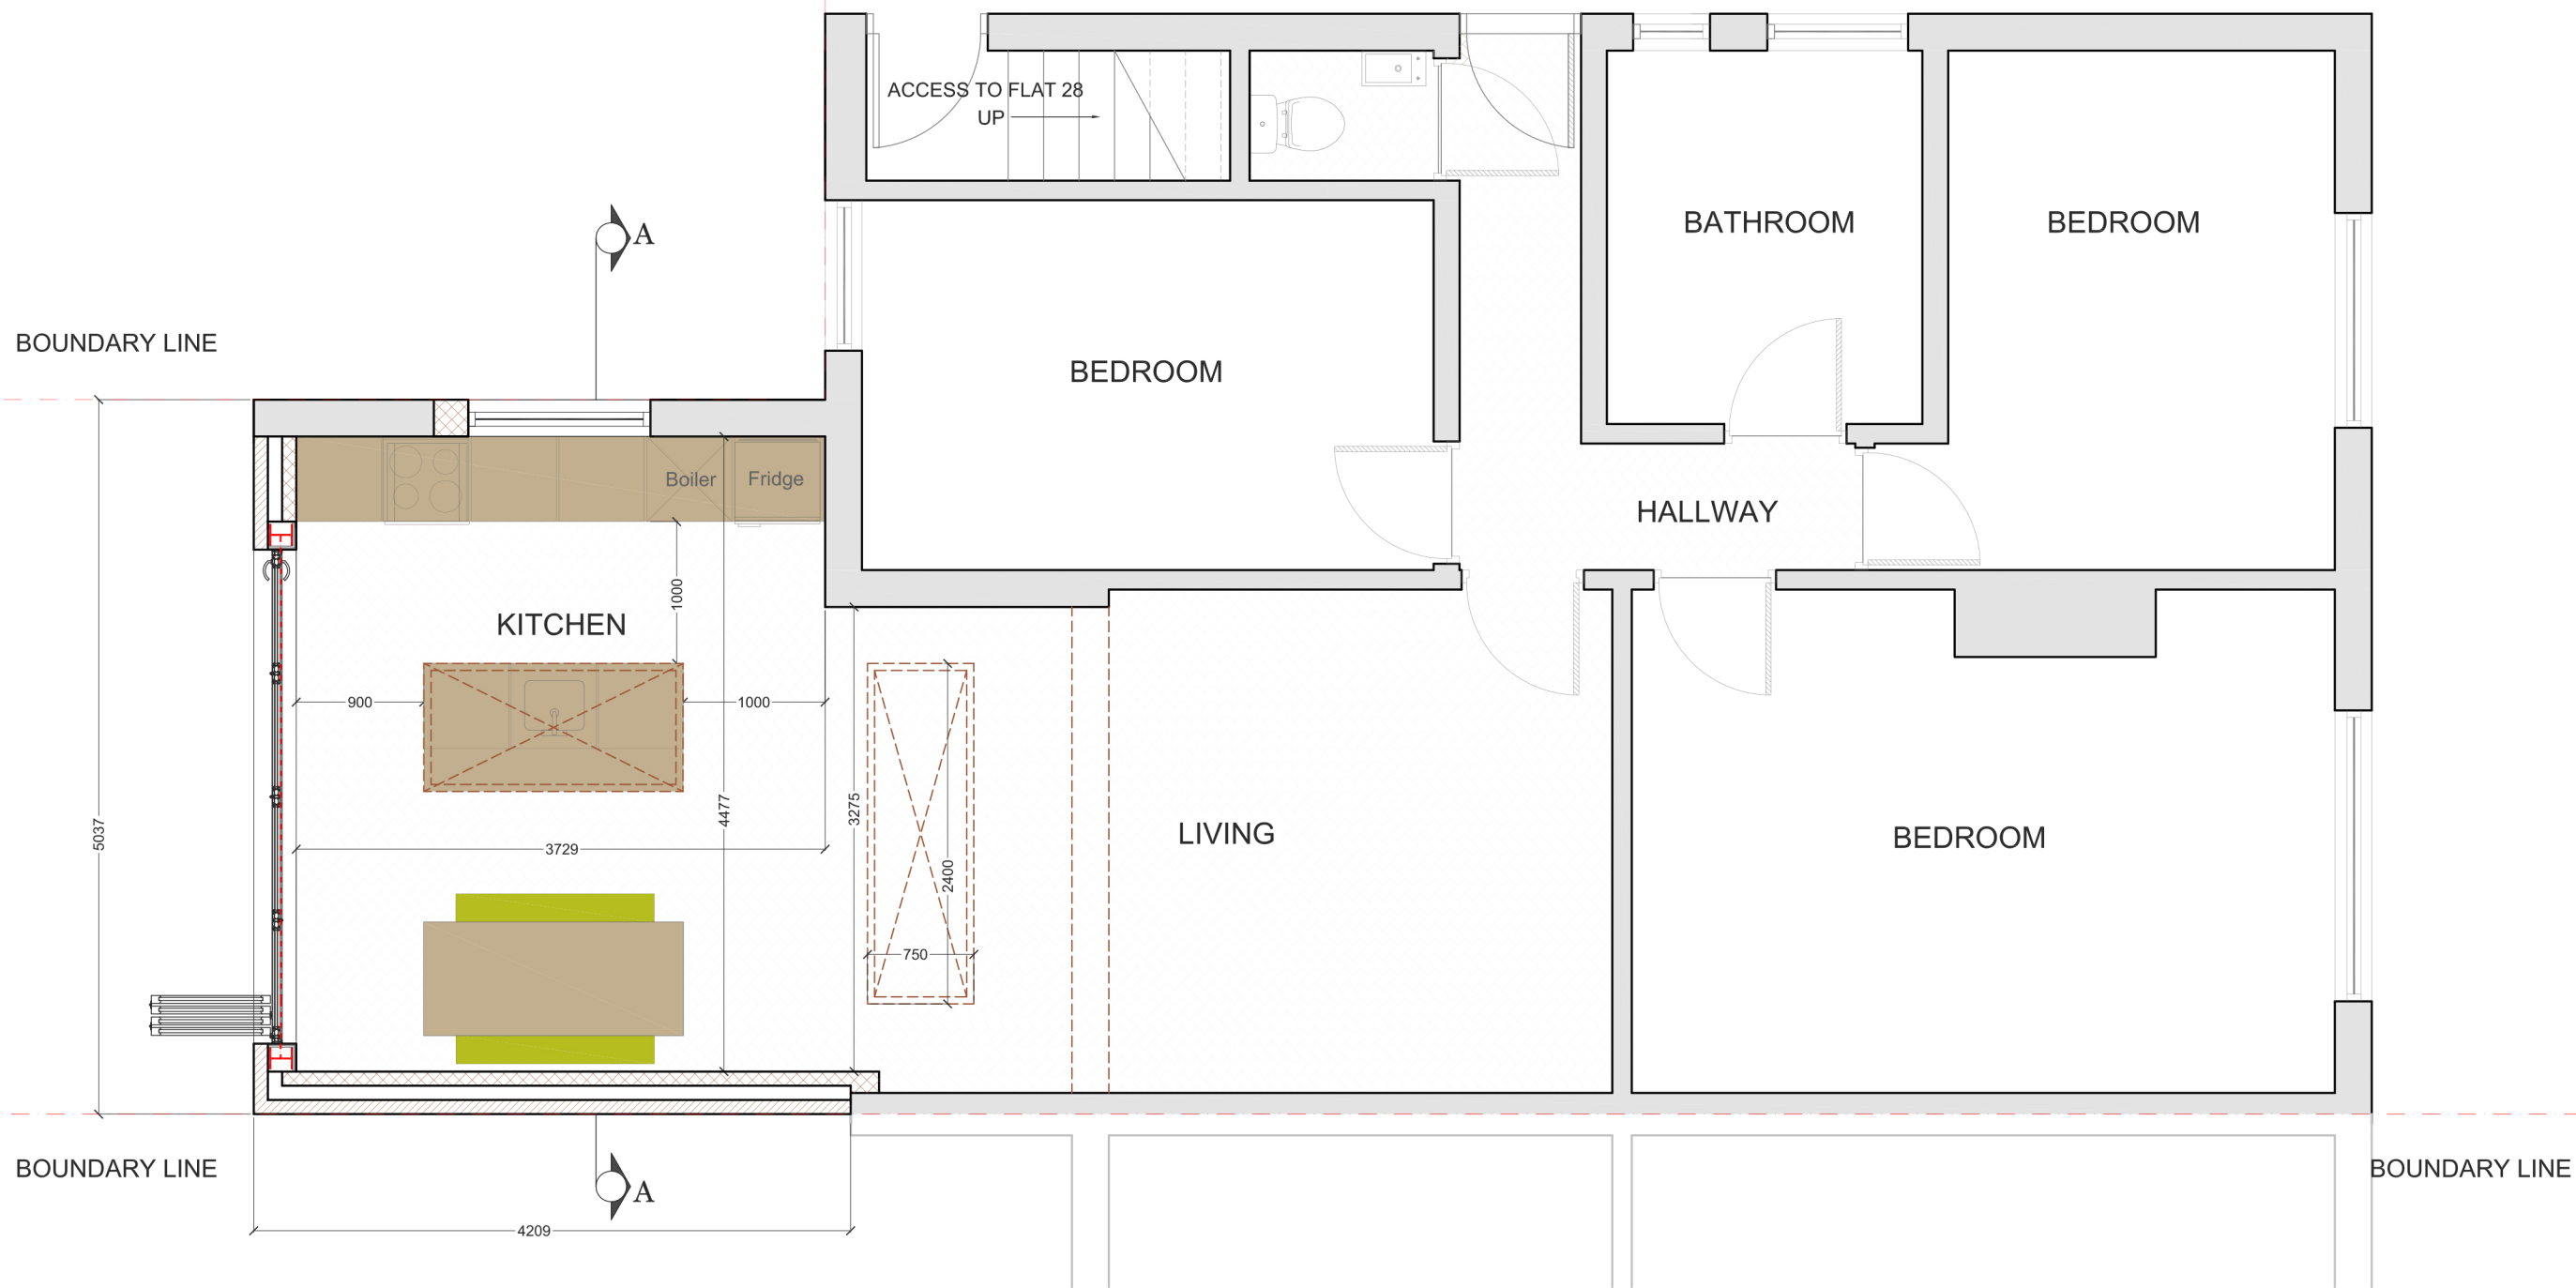 ACCESS TO FLAT 28
UP
A
BATHROOM
BEDROOM
BOUNDARY LINE
BEDROOM
Boiler
Fridge
HALLWAY
1000
KITCHEN
900
1000
5037
4477
3275
3729
LIVING
BEDROOM
2400
750
BOUNDARY LINE
A
BOUNDARY LINE
4209